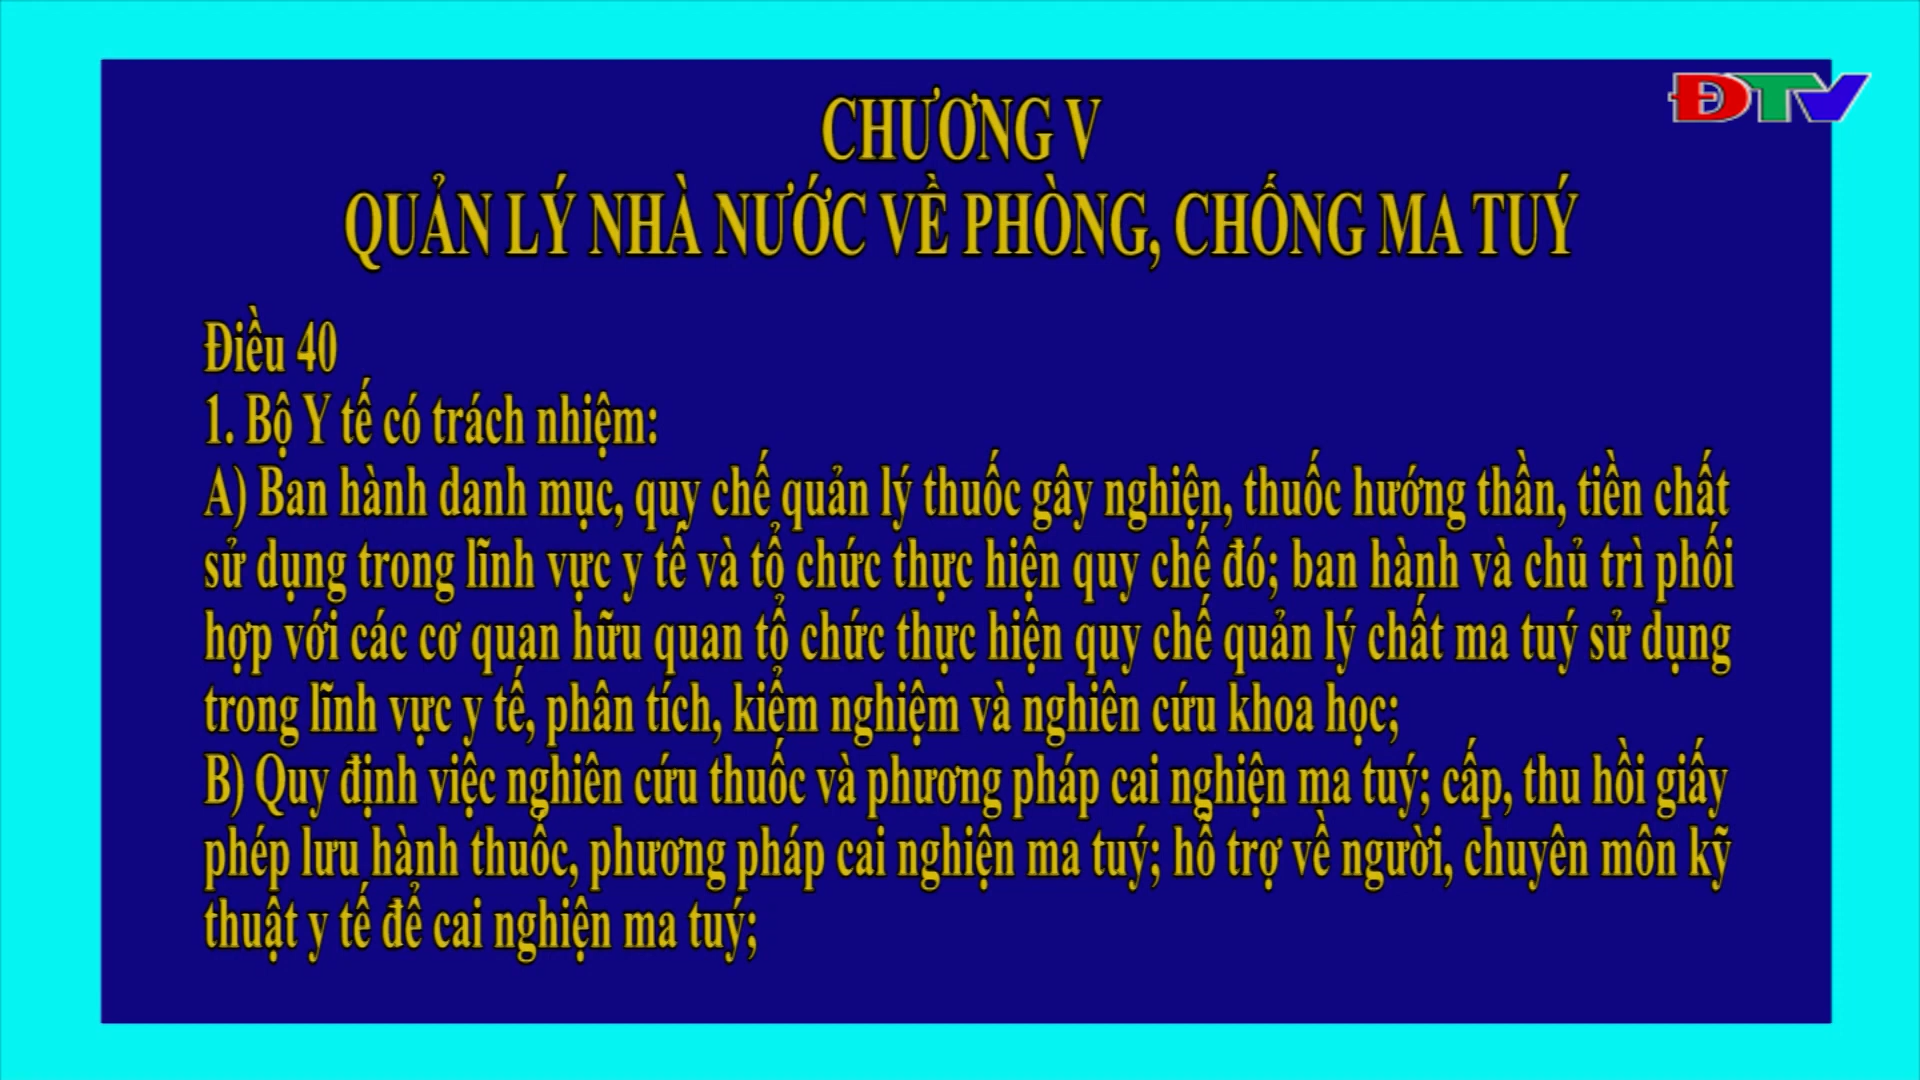 ĐTV
CHƯƠNG V
QUẢN LÝ NHÀ NƯỚC VỀ PHÒNG, CHỐNG MA TUÝ
Điều 40
1. Bộ Y tế có trách nhiệm:
A) Ban hành danh mục, quy chế quản lý thuốc gây nghiện, thuốc hướng thần, tiền chất
sử dụng trong lĩnh vực y tế và tổ chức thực hiện quy chế đó; ban hành và chủ trì phối
hợp với các cơ quan hữu quan tổ chức thực hiện quy chế quản lý chất ma tuý sử dụng
trong lĩnh vực y tế, phân tích, kiểm nghiệm và nghiên cứu khoa học;
B) Quy định việc nghiên cứu thuốc và phương pháp cai nghiện ma tuý; cấp, thu hồi giấy
phép lưu hành thuốc, phương pháp cai nghiện ma tuý; hỗ trợ về người, chuyên môn kỹ
thuật y tế để cai nghiện ma tuý;